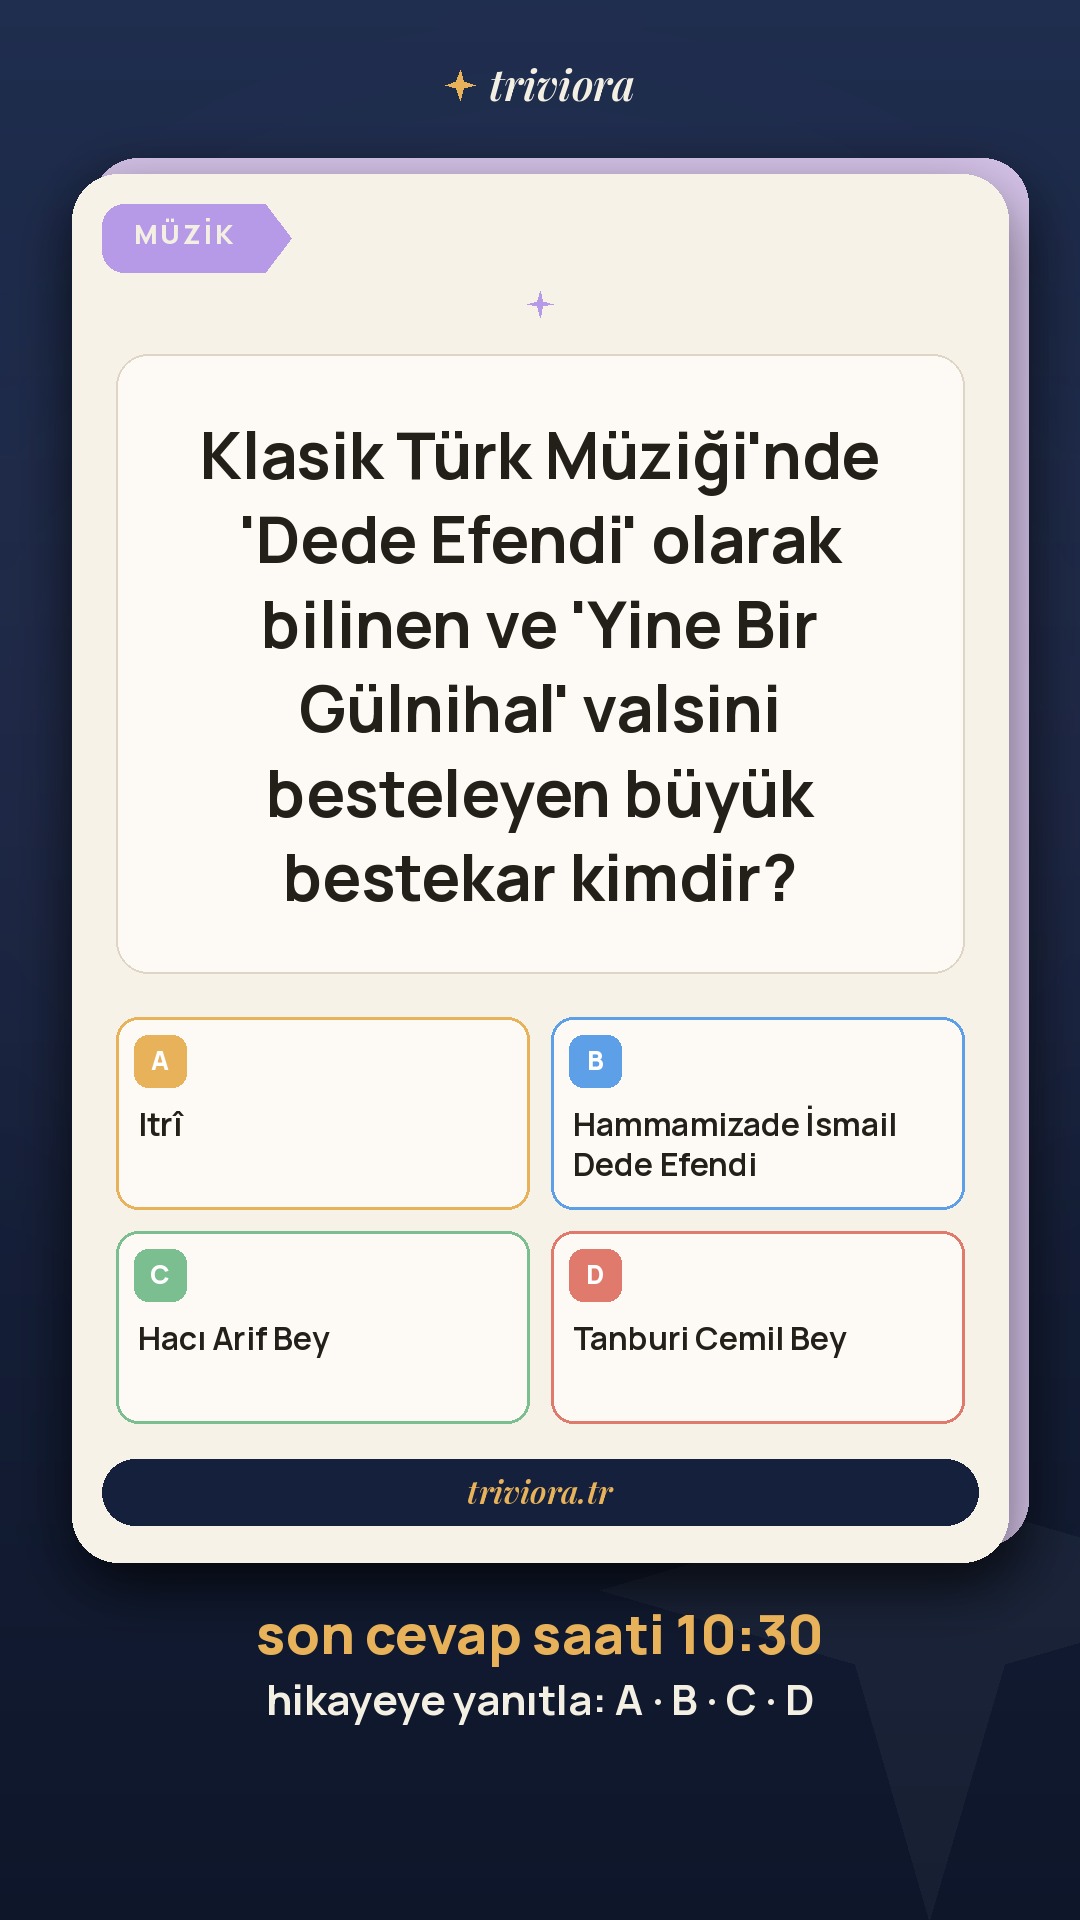 triviora
MÜZİK
Klasik Türk Müziği'nde
'Dede Efendi' olarak
bilinen ve 'Yine Bir
Gülnihal' valsini
besteleyen büyük
bestekar kimdir?
A
Itrî
B
Hammamizade İsmail
Dede Efendi
C
Hacı Arif Bey
D
Tanburi Cemil Bey
triviora.tr
son cevap saati 10:30
hikayeye yanıtla: A · B · C · D